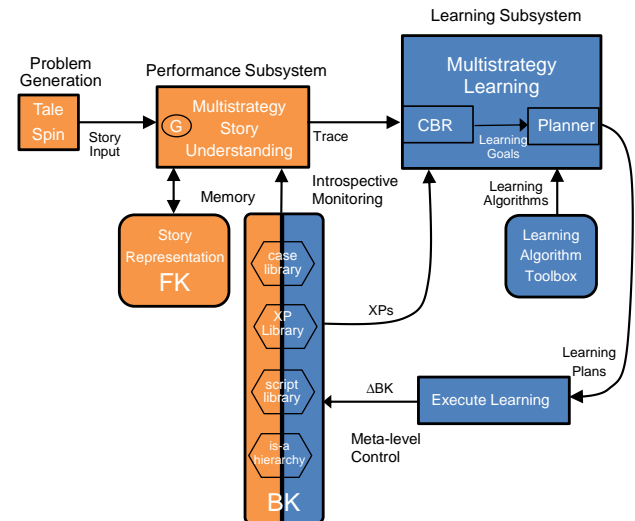 Learning Subsystem
Problem
Generation
Performance Subsystem
Tale
Spin
Story
Input
G
Multistrategy
Story
Understanding
Trace
Multistrategy
Learning
CBR
Learning
Goals
Planner
Memory
Introspective
Monitoring
Learning
Algorithms
Story
Representation
FK
case
library
XP
Library
script
library
is-a
hierarchy
BK
XPs
Learning
Algorithm
Toolbox
Learning
Plans
ΔBK
Execute Learning
Meta-level
Control